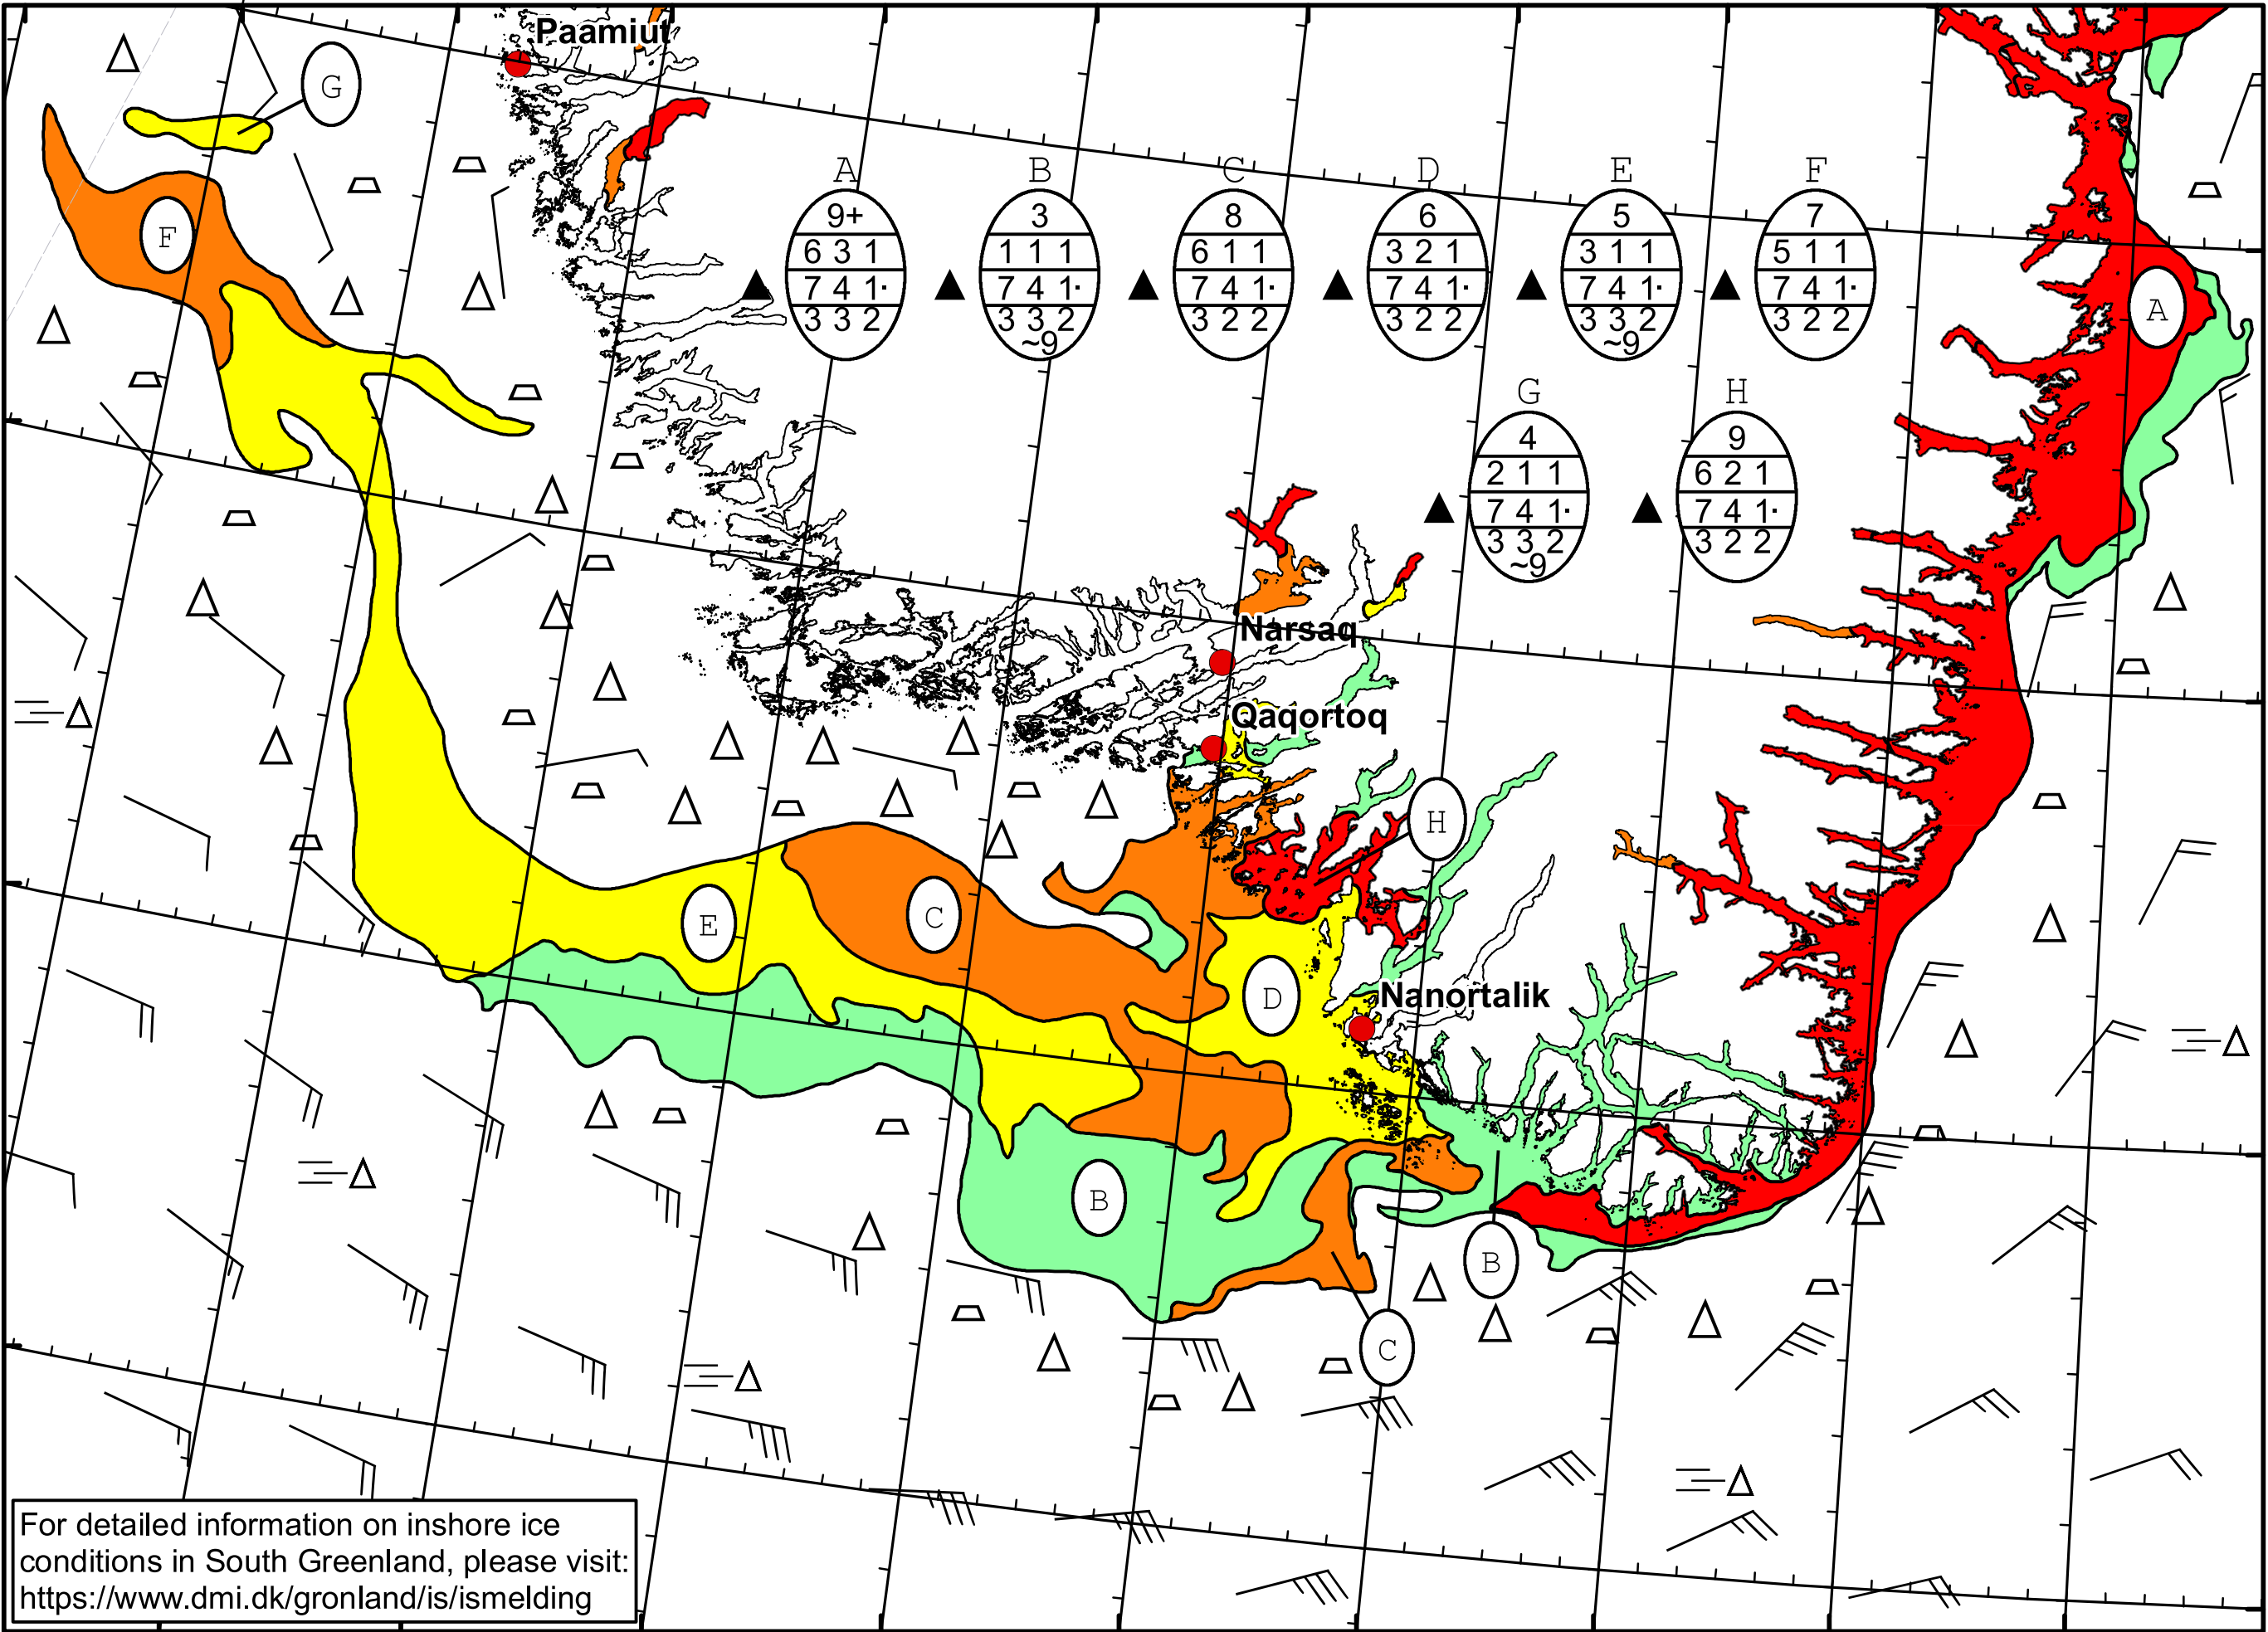 Paamiut
G
F
A B C D E F
9+ 3 8 6 5 7
6 3 1 1 1 1 6 1 1 3 2 1 3 1 1 5 1 1
7 4 1· 7 4 1· 7 4 1· 7 4 1· 7 4 1· 7 4 1·
3 3 2 3 3 2 3 2 2 3 2 2 3 3 2 3 2 2
~9 ~9
A
G H
4 9
2 1 1 6 2 1
7 4 1· 7 4 1·
3 3 2 3 2 2
~9
Narsaq
Qaqortoq
H
E
C
D
Nanortalik
B
B
C
For detailed information on inshore ice
conditions in South Greenland, please visit:
https://www.dmi.dk/gronland/is/ismelding